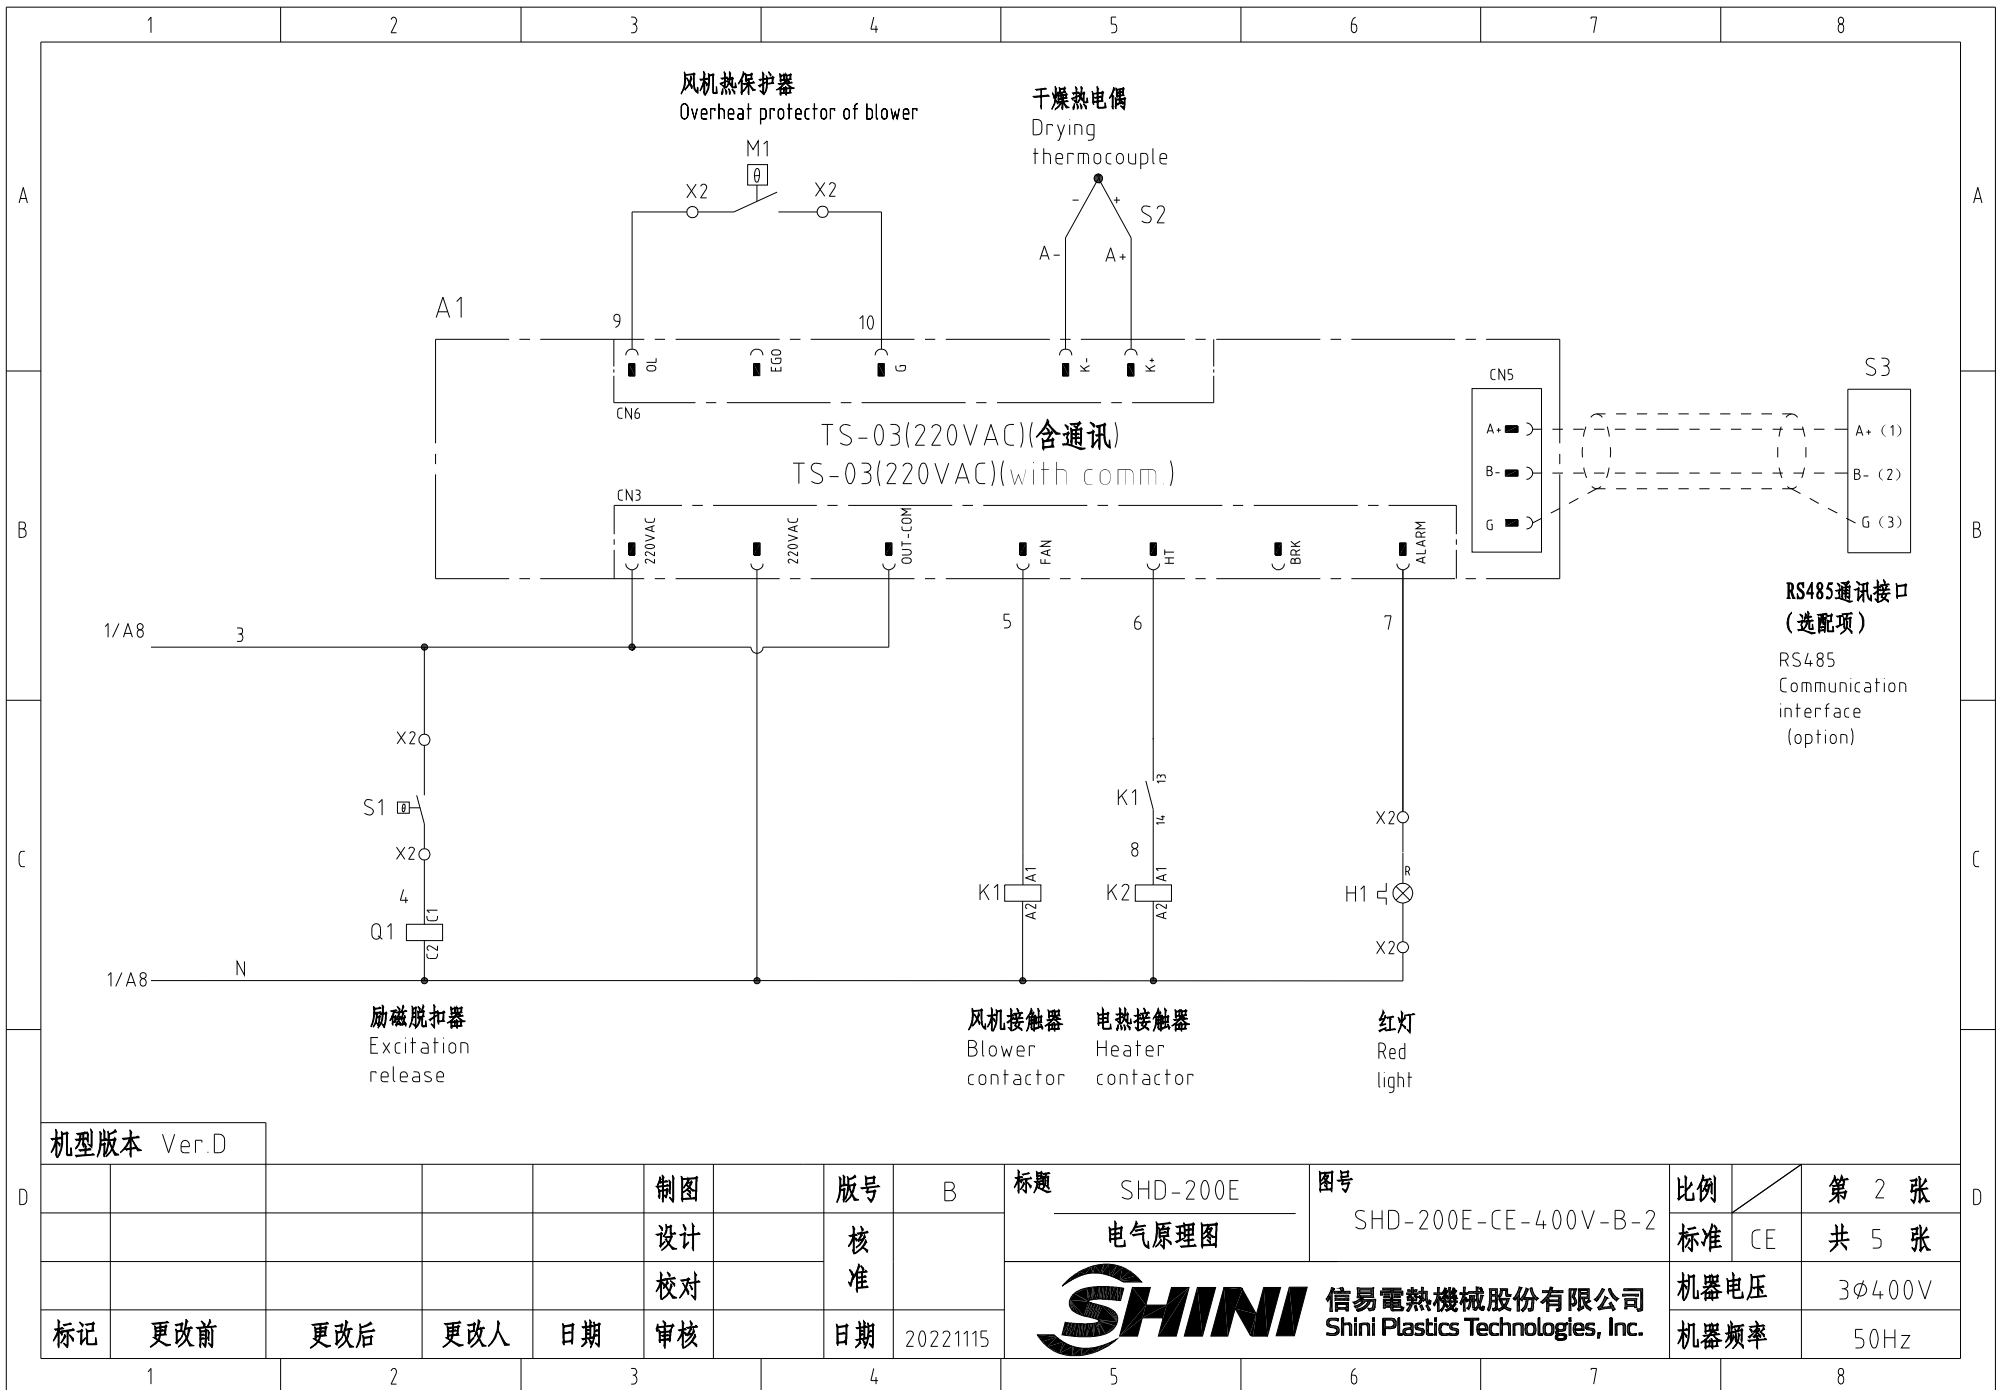 1 2 3 4 5 6 7 8
风机热保护器
Overheat protector of blower
干燥热电偶
Drying
thermocouple
M1
θ
X2 X2
- +
S2
A A
A- A+
A1
9 10
OL EGO G K- K+
CN6
CN5
S3
TS-03(220VAC)(含通讯)
TS-03(220VAC)(with comm.)
A+ A+ (1)
B- B- (2)
G G (3)
CN3
220VAC 220VAC OUT-COM FAN HT BRK ALARM
B B
RS485通讯接口
(选配项)
RS485
Communication
interface
(option)
1/A8 3
5 6 7
X2
S1 θ
X2
4
Q1 C1 C2
K1 13 14
8
K1 A1 A2
K2 A1 A2
X2
R
H1
X2
C C
1/A8 N
励磁脱扣器
Excitation
release
风机接触器
Blower
contactor
电热接触器
Heater
contactor
红灯
Red
light
机型版本 Ver.D
D D
制图 版号 B
设计 核准
校对
标记 更改前 更改后 更改人 日期 审核 日期 20221115
标题 SHD-200E
电气原理图
图号
SHD-200E-CE-400V-B-2
比例 第 2 张
标准 CE 共 5 张
机器电压 3Φ400V
机器频率 50Hz
SHINI
信易電熱機械股份有限公司
Shini Plastics Technologies, Inc.
1 2 3 4 5 6 7 8